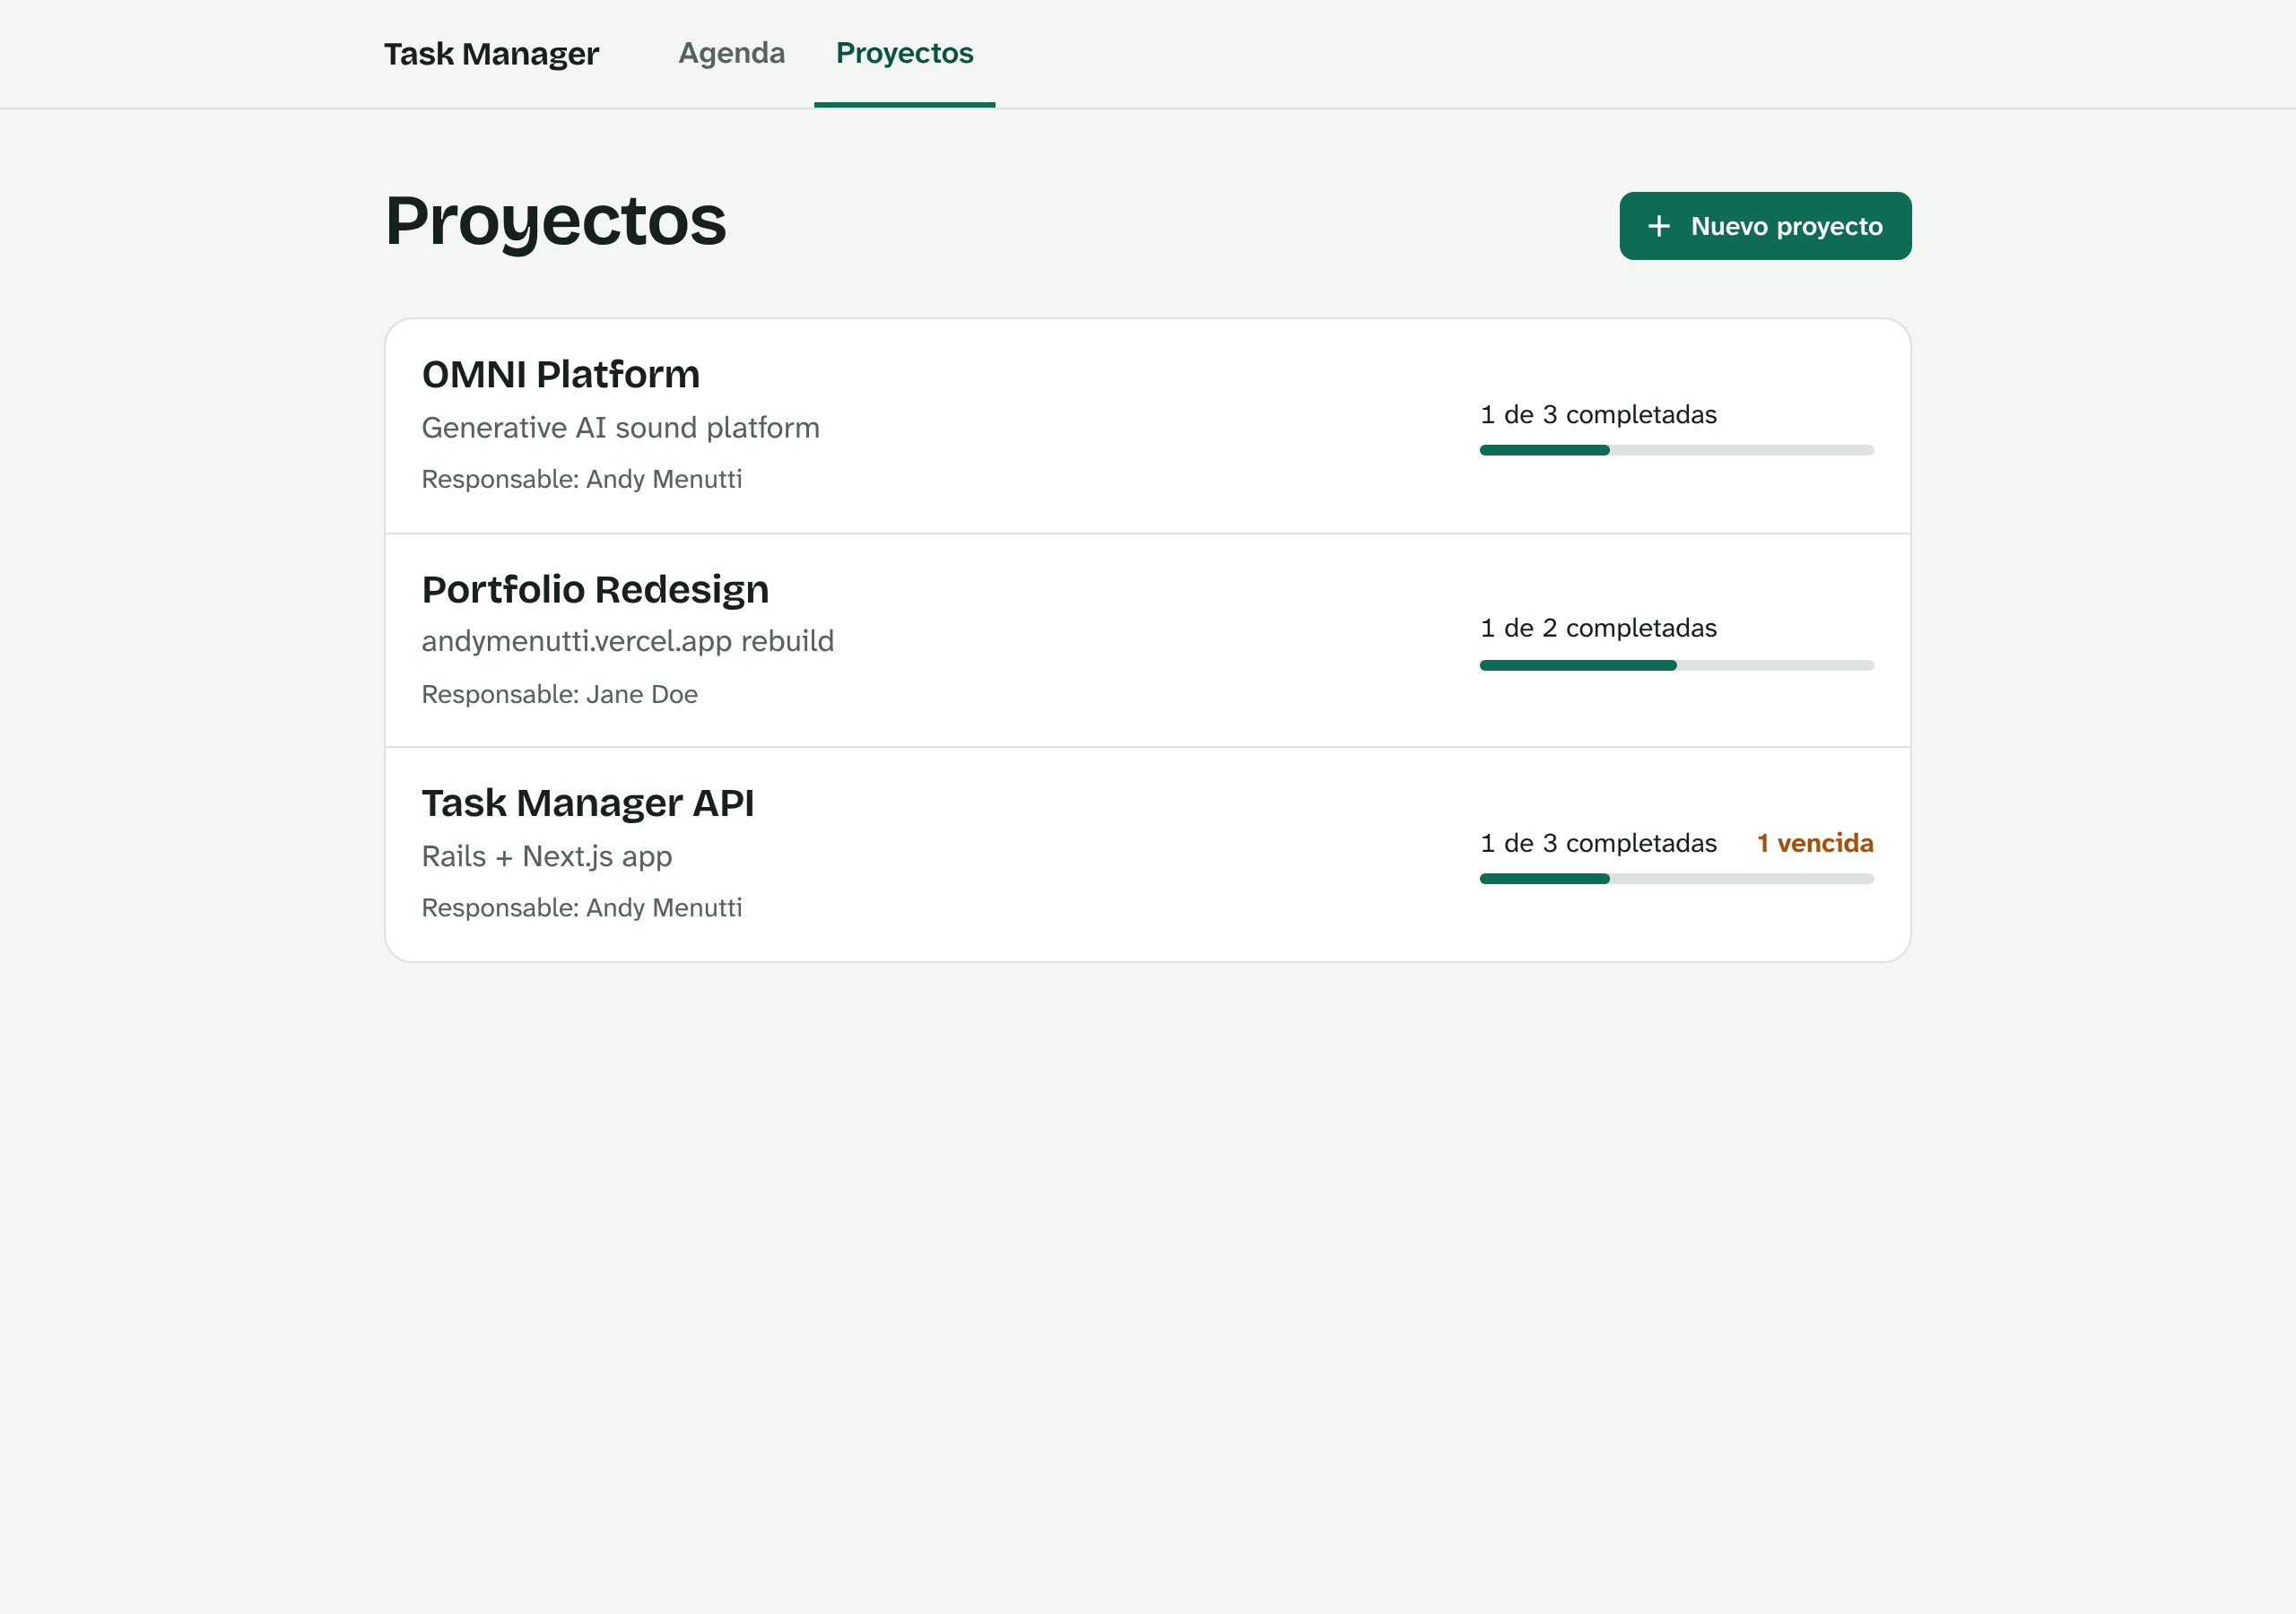 Task Manager
Agenda
Proyectos
Proyectos
+ Nuevo proyecto
OMNI Platform
Generative AI sound platform
Responsable: Andy Menutti
1 de 3 completadas
Portfolio Redesign
andymenutti.vercel.app rebuild
Responsable: Jane Doe
1 de 2 completadas
Task Manager API
Rails + Next.js app
Responsable: Andy Menutti
1 de 3 completadas
1 vencida